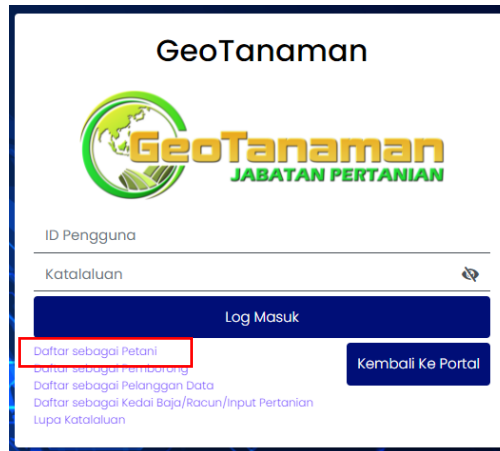 GeoTanaman
GeoTanaman
JABATAN PERTANIAN
ID Pengguna
Katalaluan
Log Masuk
Daftar sebagai Petani
Daftar sebagai Pemborong
Kembali Ke Portal
Daftar sebagai Pelanggan Data
Daftar sebagai Kedai Baja/Racun/Input Pertanian
Lupa Katalaluan